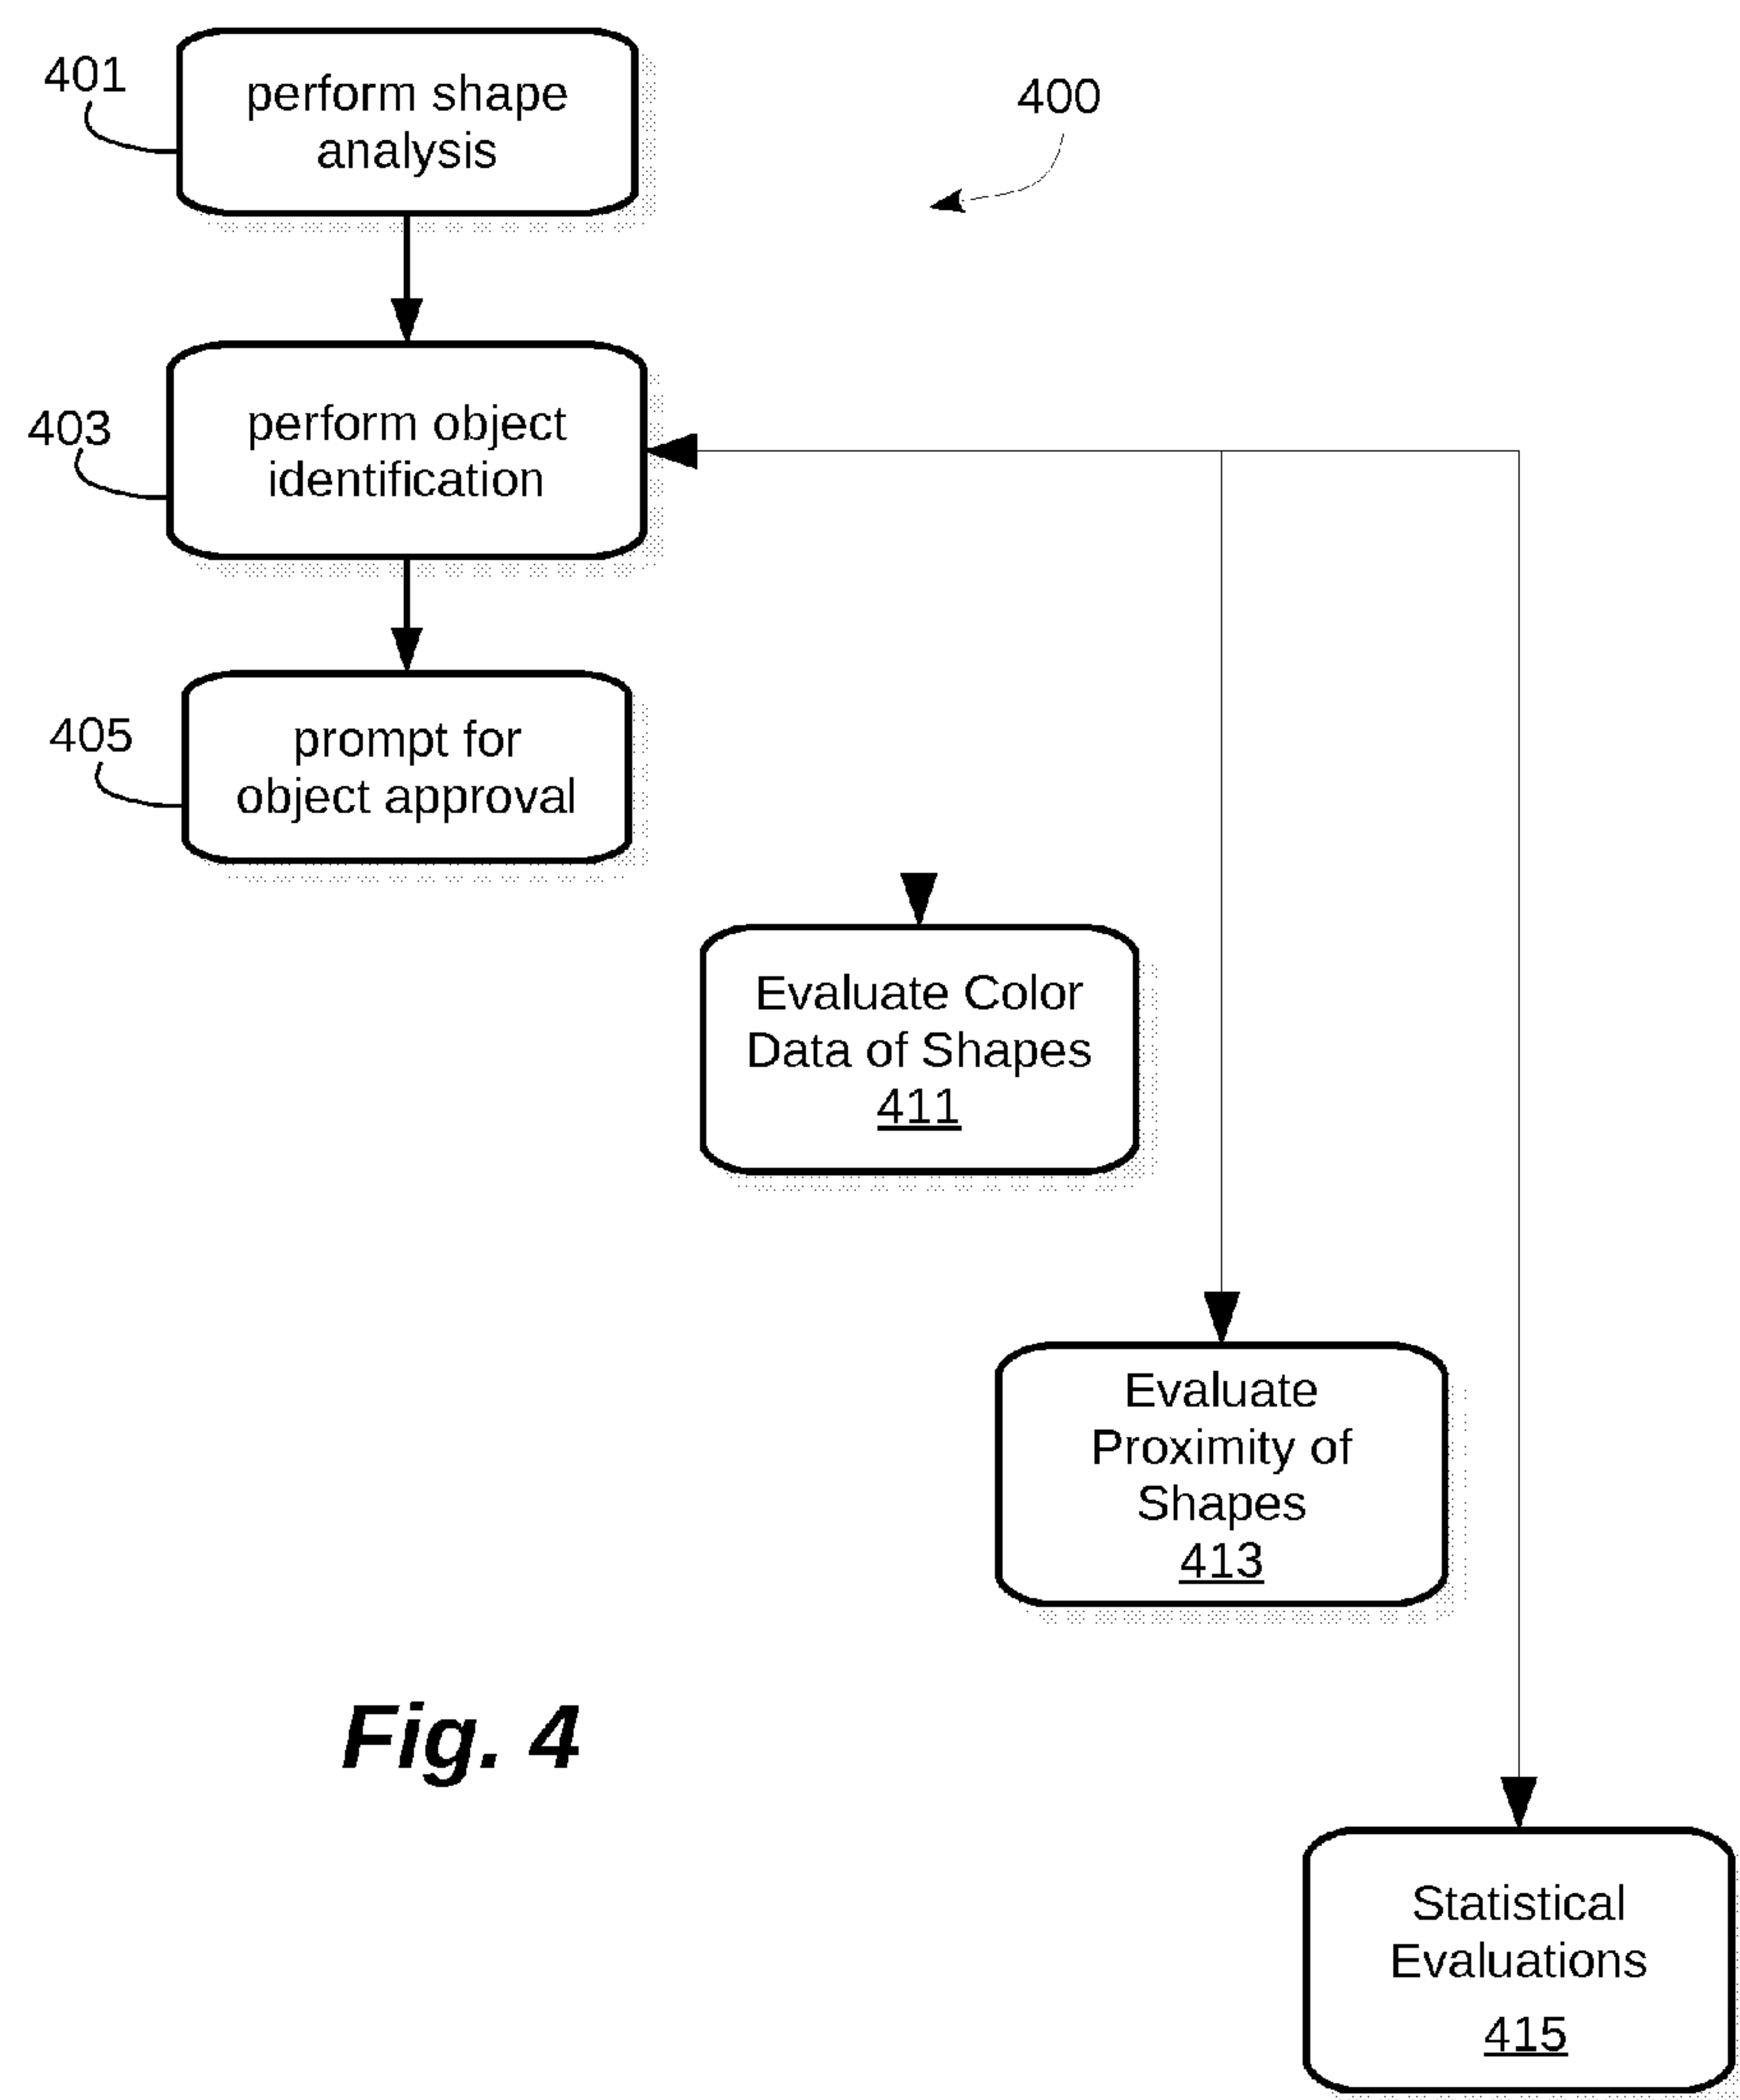 401
perform shape
analysis
400
403
perform object
identification
405
prompt for
object approval
Evaluate Color
Data of Shapes
411
Evaluate
Proximity of
Shapes
413
Fig. 4
Statistical
Evaluations
415